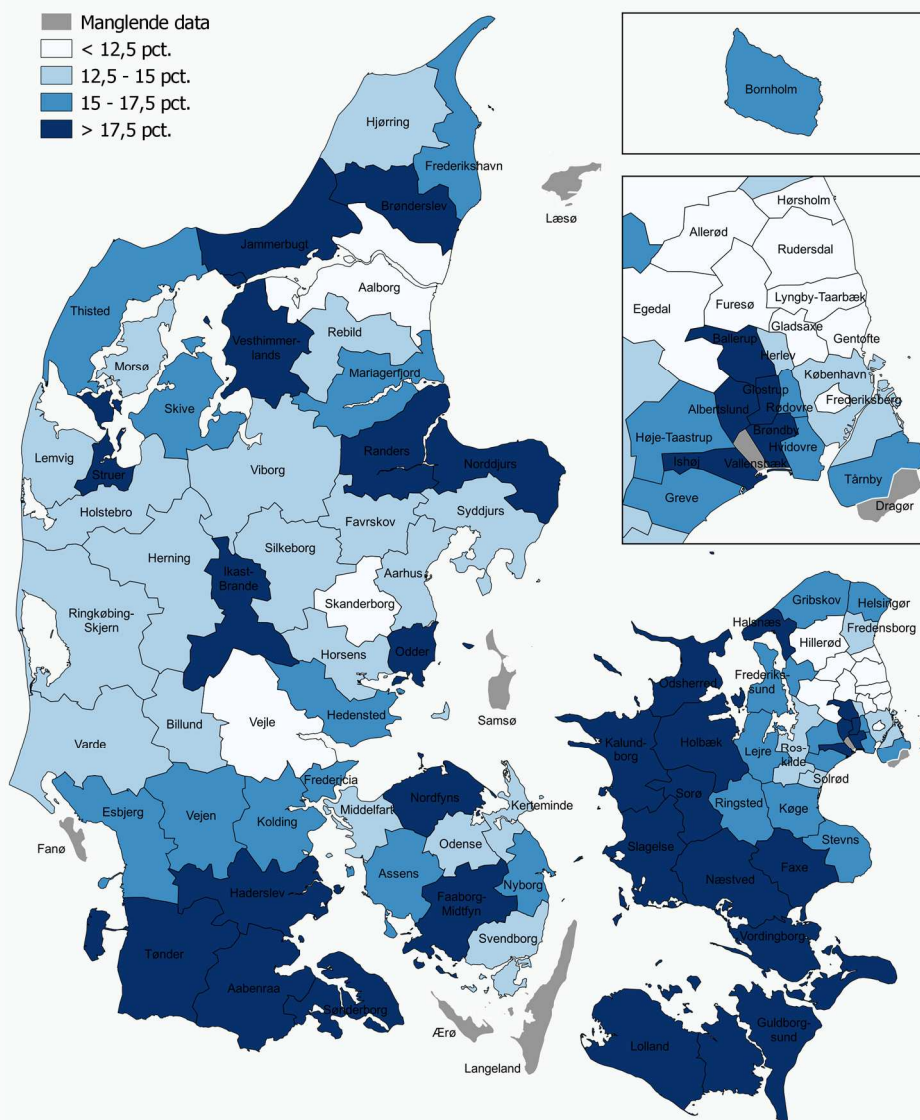 Manglende data
< 12,5 pct.
12,5 - 15 pct.
15 - 17,5 pct.
> 17,5 pct.
Hjørring
Frederikshavn
Brønderslev
Læsø
Jammerbugt
Aalborg
Thisted
Vesthimmer-
lands
Rebild
Morsø
Mariagerfjord
Skive
Lemvig
Struer
Viborg
Randers
Norddjurs
Holstebro
Favrskov
Syddjurs
Herning
Silkeborg
Ikast-
Brande
Aarhus
Skanderborg
Ringkøbing-
Skjern
Horsens
Odder
Samsø
Hedensted
Billund
Vejle
Varde
Fredericia
Esbjerg
Vejen
Kolding
Middelfart
Nordfyns
Kerteminde
Fanø
Odense
Haderslev
Assens
Faaborg-
Midtfyn
Nyborg
Svendborg
Tønder
Aabenraa
Sønderborg
Ærø
Langeland
Bornholm
Hørsholm
Allerød
Rudersdal
Egedal
Furesø
Lyngby-Taarbæk
Gladsaxe
Gentofte
Ballerup
Herlev
København
Glostrup
Frederiksberg
Albertslund
Rødovre
Brøndby
Høje-Taastrup
Hvidovre
Ishøj
Vallensbæk
Tårnby
Greve
Dragør
Gribskov
Helsingør
Halsnæs
Fredensborg
Hillerød
Odsherred
Frederiks-
sund
Kalund-
borg
Holbæk
Lejre
Ros-
kilde
Solrød
Sorø
Ringsted
Køge
Slagelse
Stevns
Næstved
Faxe
Vordingborg
Guldborg-
sund
Lolland